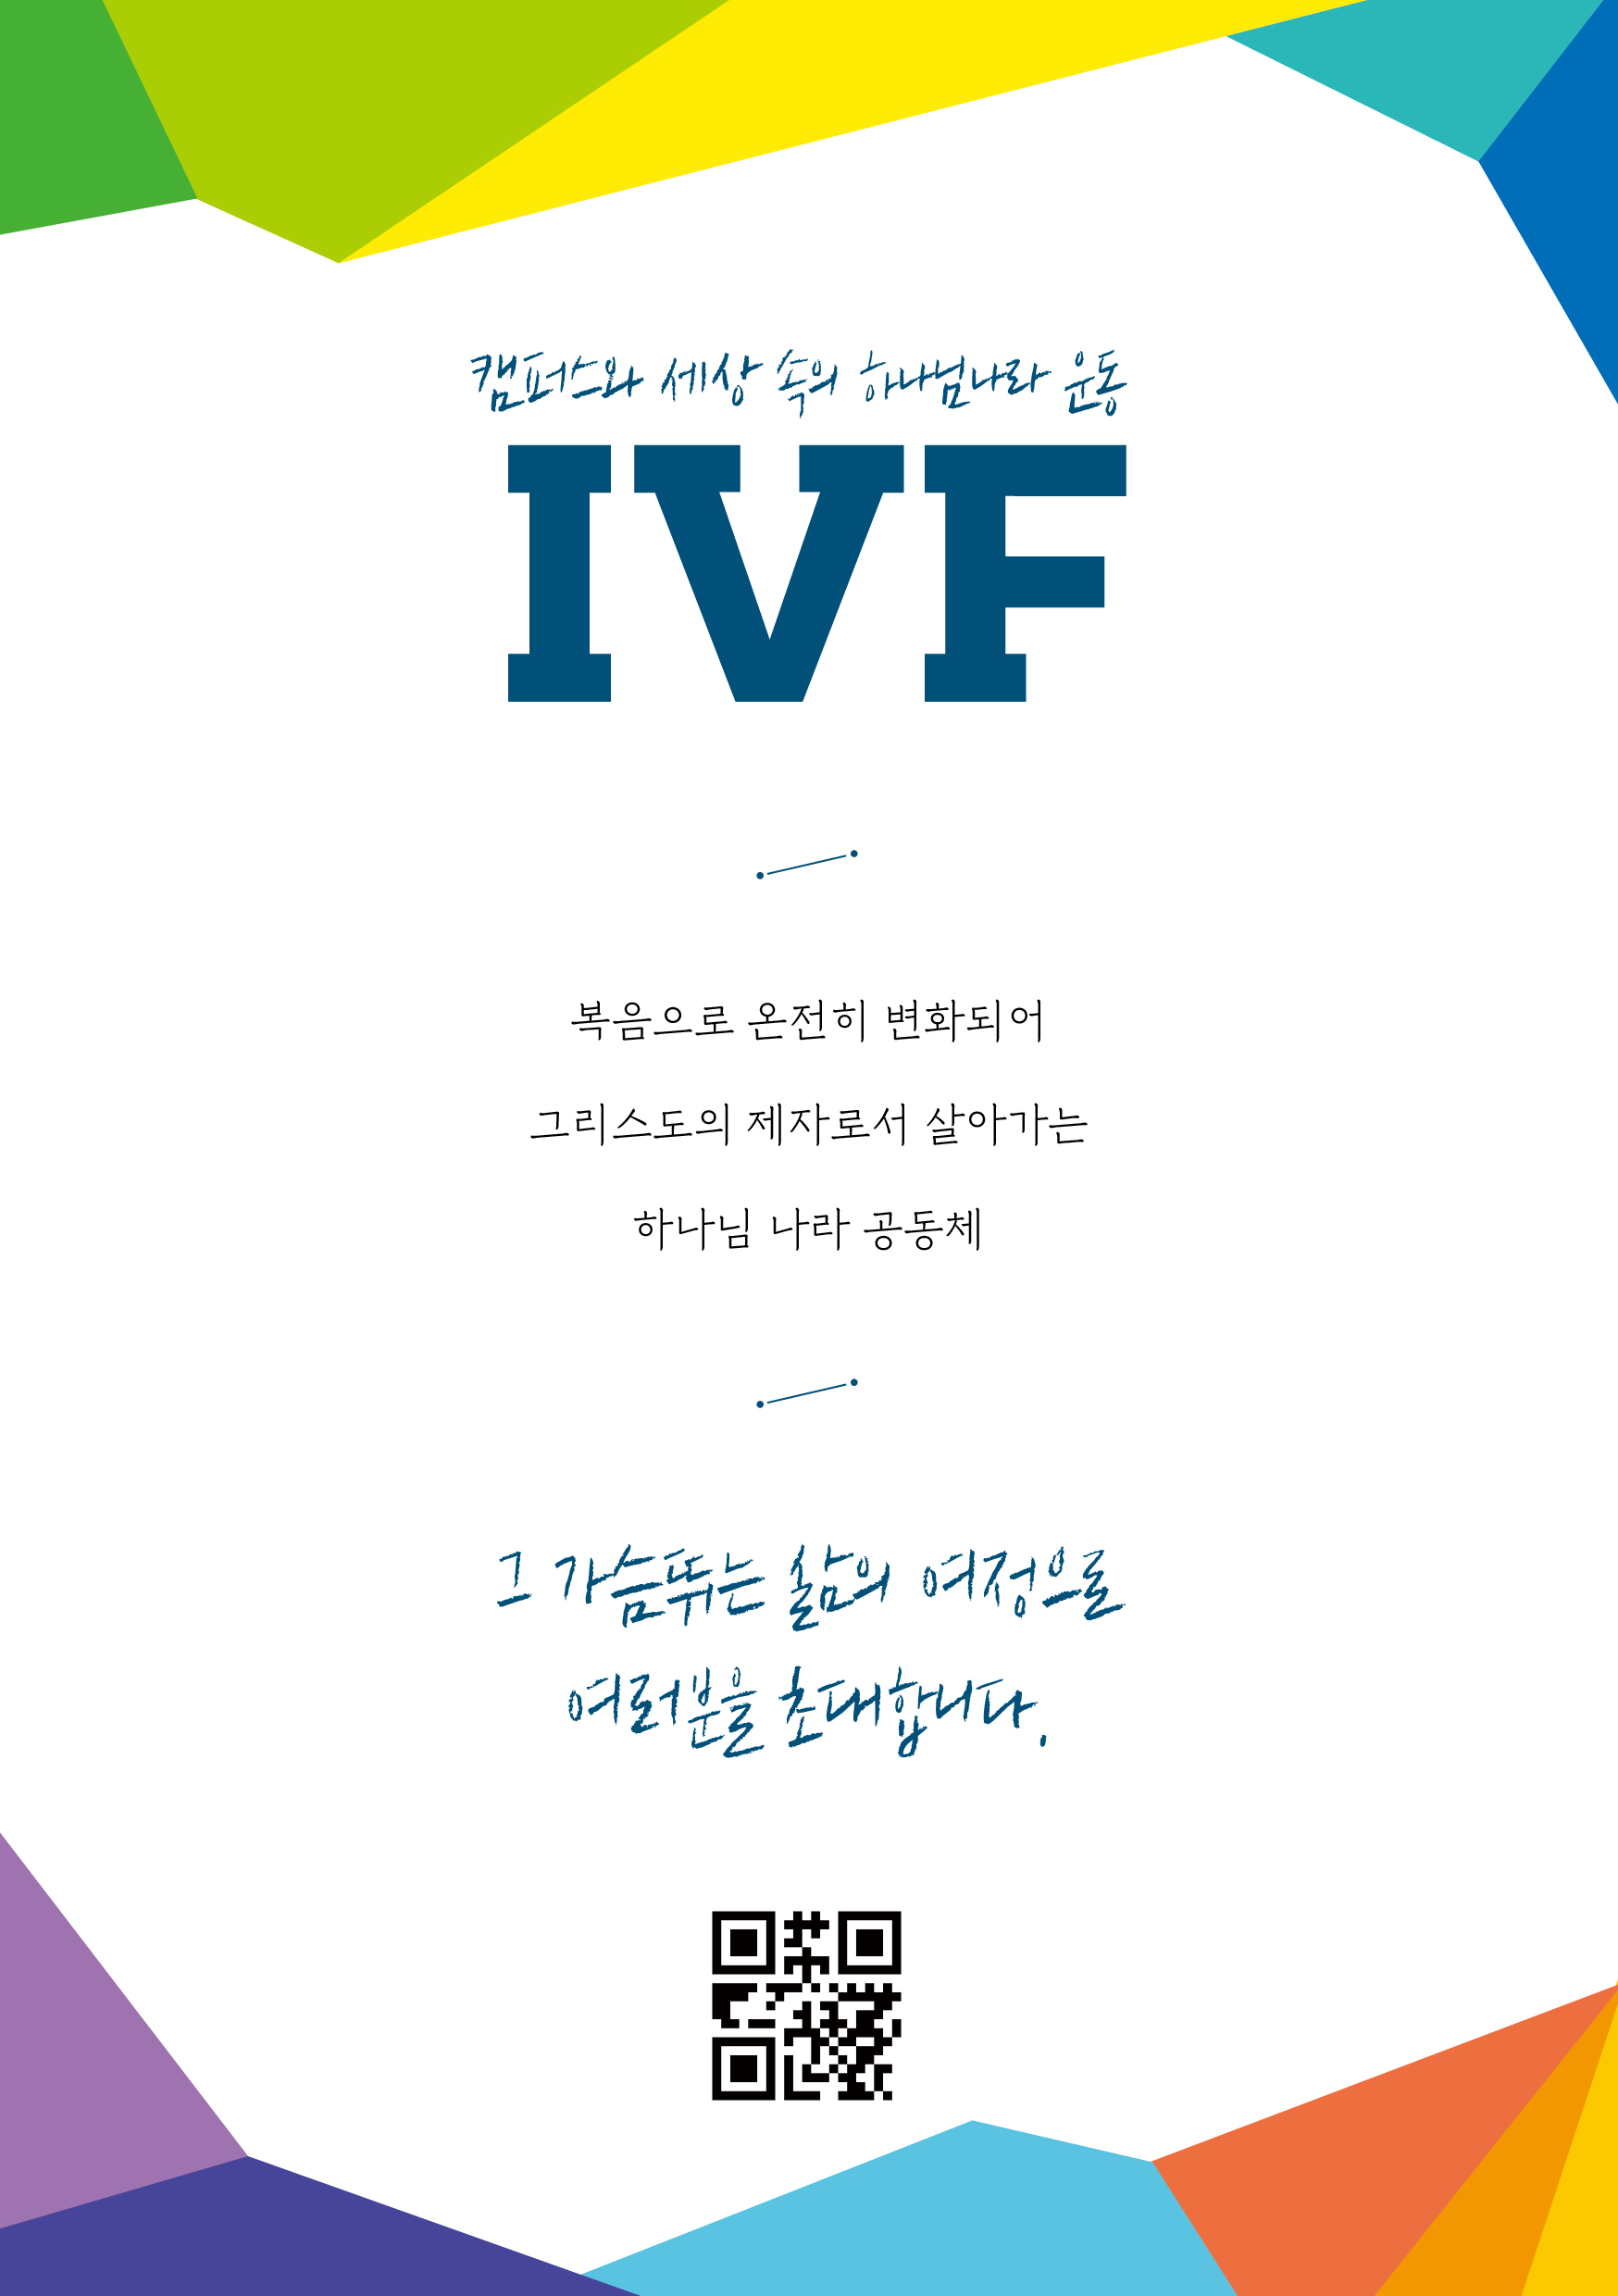 캠퍼스와 세상 속의 하나님나라 운동
IVF
복음으로 온전히 변화되어
그리스도의 제자로서 살아가는
하나님 나라 공동체
그 가슴뛰는 삶의 여정으로
여러분을 초대합니다.